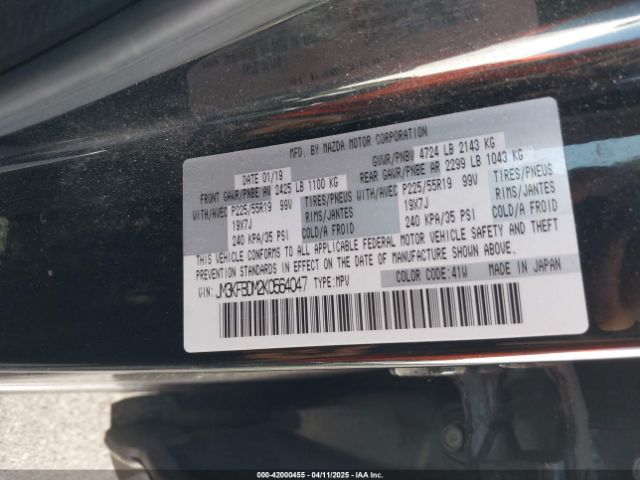 MFD. BY MAZDA MOTOR CORPORATION
DATE 01/19 GVWR/PNBV 4724 LB 2143 KG
FRONT GAWR/PNBE AV 2425 LB 1100 KG REAR GAWR/PNBE AR 2299 LB 1043 KG
WITH/AVEC P225/55R19 99V TIRES/PNEUS WITH/AVEC P225/55R19 99V TIRES/PNEUS
19X7J RIMS/JANTES 19X7J RIMS/JANTES
240 KPA/35 PSI COLD/A FROID 240 KPA/35 PSI COLD/A FROID
THIS VEHICLE CONFORMS TO ALL APPLICABLE FEDERAL MOTOR VEHICLE SAFETY AND THEFT
PREVENTION STANDARDS IN EFFECT ON THE DATE OF MANUFACTURE SHOWN ABOVE.
V-IN: JM3KFBDM2K0564047 TYPE: MPV COLOR CODE: 41W MADE IN JAPAN
000-42000455 - 04/11/2025 - IAAI.COM